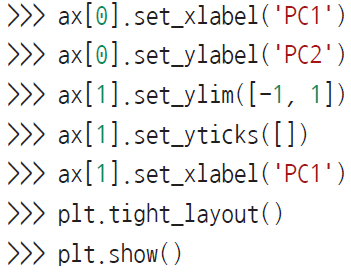 >>> ax[0].set_xlabel('PC1')
>>> ax[0].set_ylabel('PC2')
>>> ax[1].set_ylim([-1, 1])
>>> ax[1].set_yticks([])
>>> ax[1].set_xlabel('PC1')
>>> plt.tight_layout()
>>> plt.show()